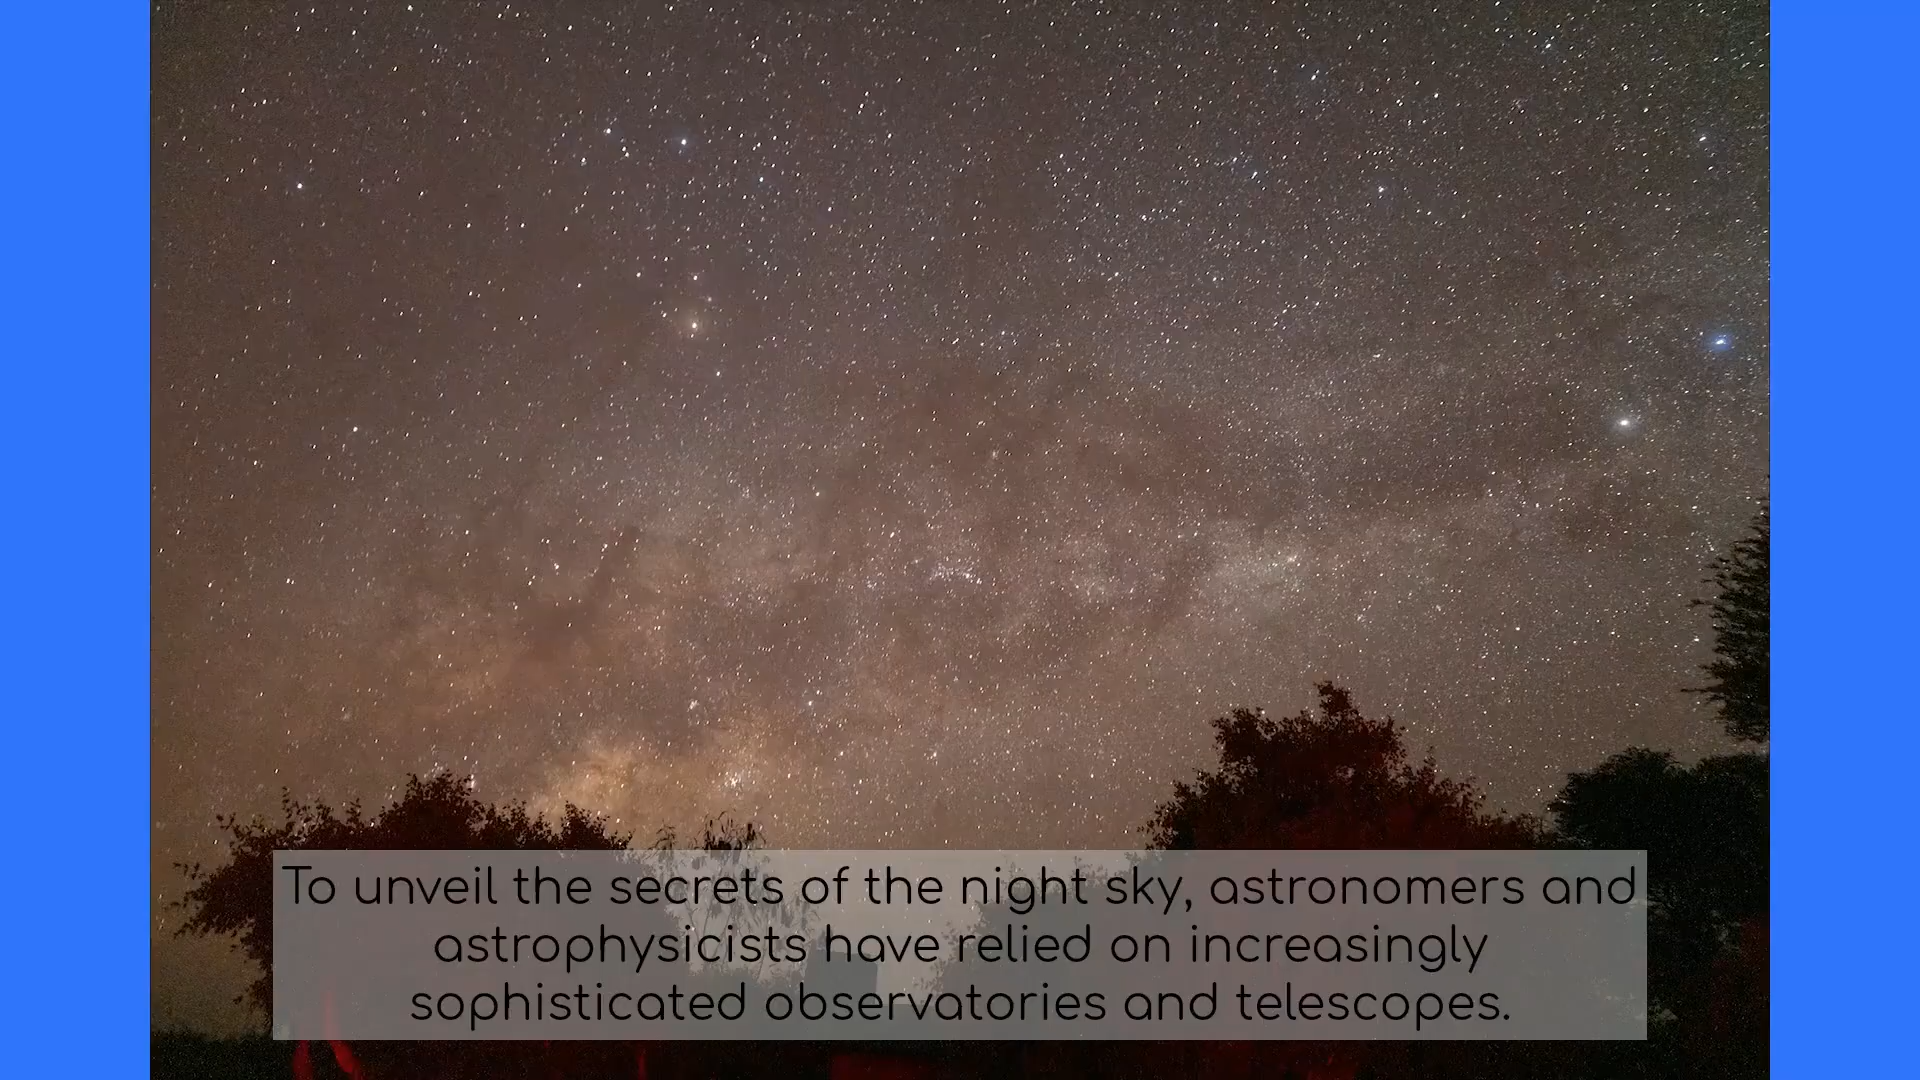 To unveil the secrets of the night sky, astronomers and
astrophysicists have relied on increasingly
sophisticated observatories and telescopes.